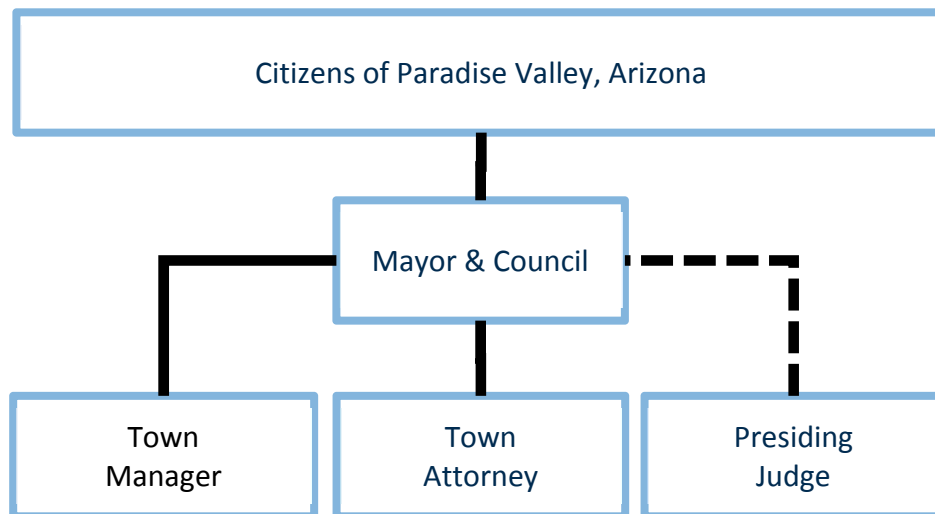 Citizens of Paradise Valley, Arizona
Mayor & Council
Town
Manager
Town
Attorney
Presiding
Judge